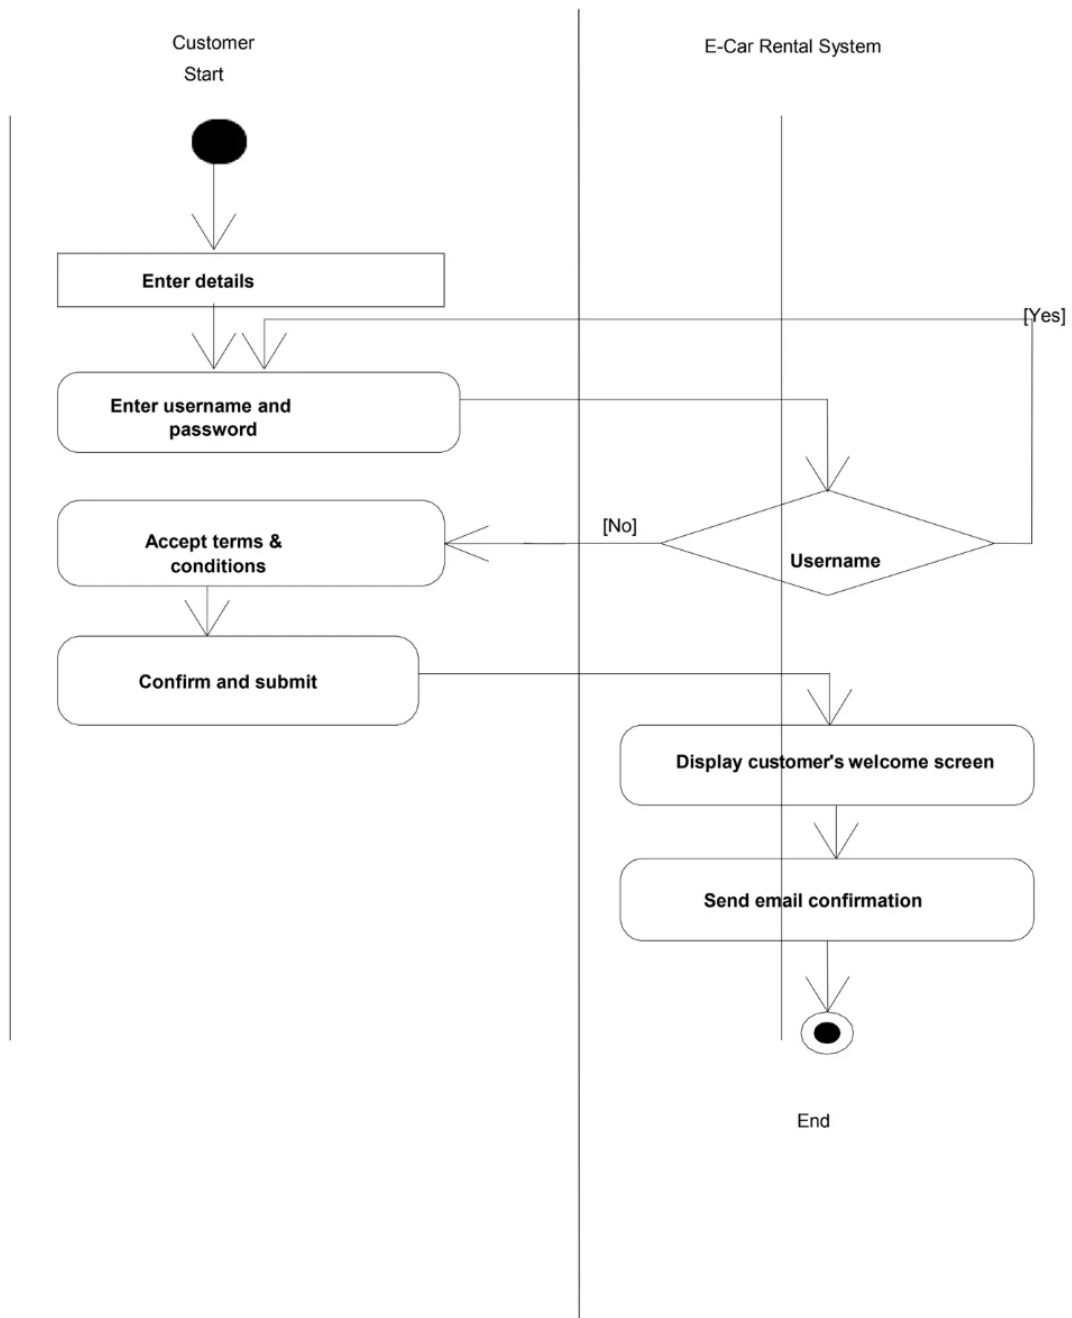 Customer
E-Car Rental System
Start
Enter details
[Yes]
Enter username and
password
[No]
Accept terms &
conditions
Username
Confirm and submit
Display customer's welcome screen
Send email confirmation
End